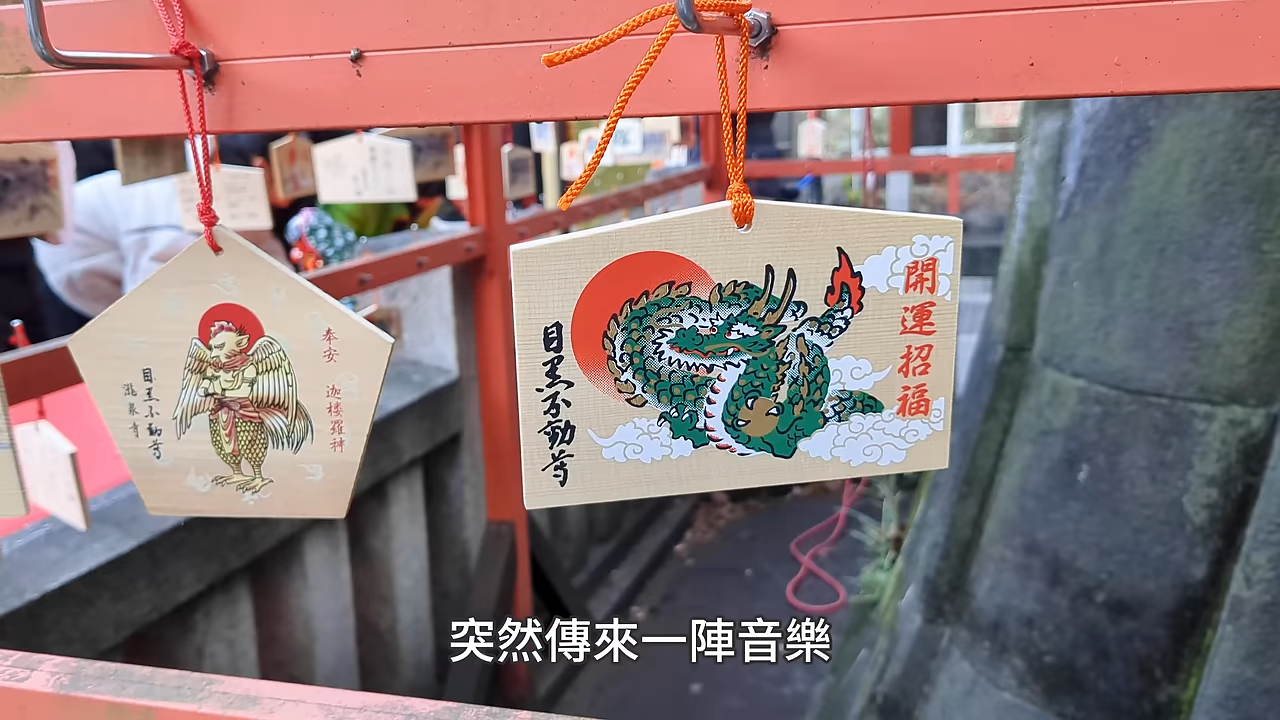 奉安 迦楼羅神
目黒不動尊
瀧泉寺
開運招福
目黒不動尊
突然傳來一陣音樂